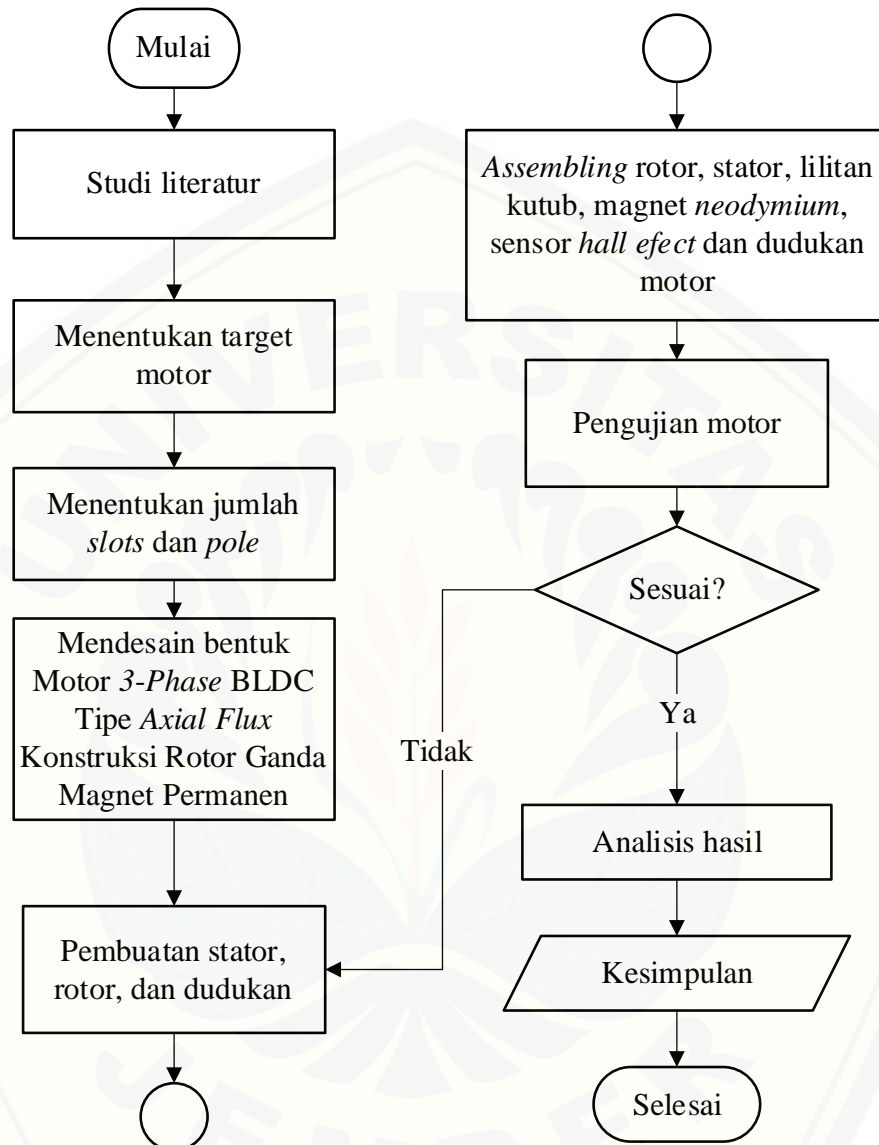 Mulai
Studi literatur
Menentukan target
motor
Menentukan jumlah
slots dan pole
Mendesain bentuk
Motor 3-Phase BLDC
Tipe Axial Flux
Konstruksi Rotor Ganda
Magnet Permanen
Pembuatan stator,
rotor, dan dudukan
Assembling rotor, stator, lilitan
kutub, magnet neodymium,
sensor hall efect dan dudukan
motor
Pengujian motor
Sesuai?
Tidak
Ya
Analisis hasil
Kesimpulan
Selesai
UNIVERSITAS
JEMBER